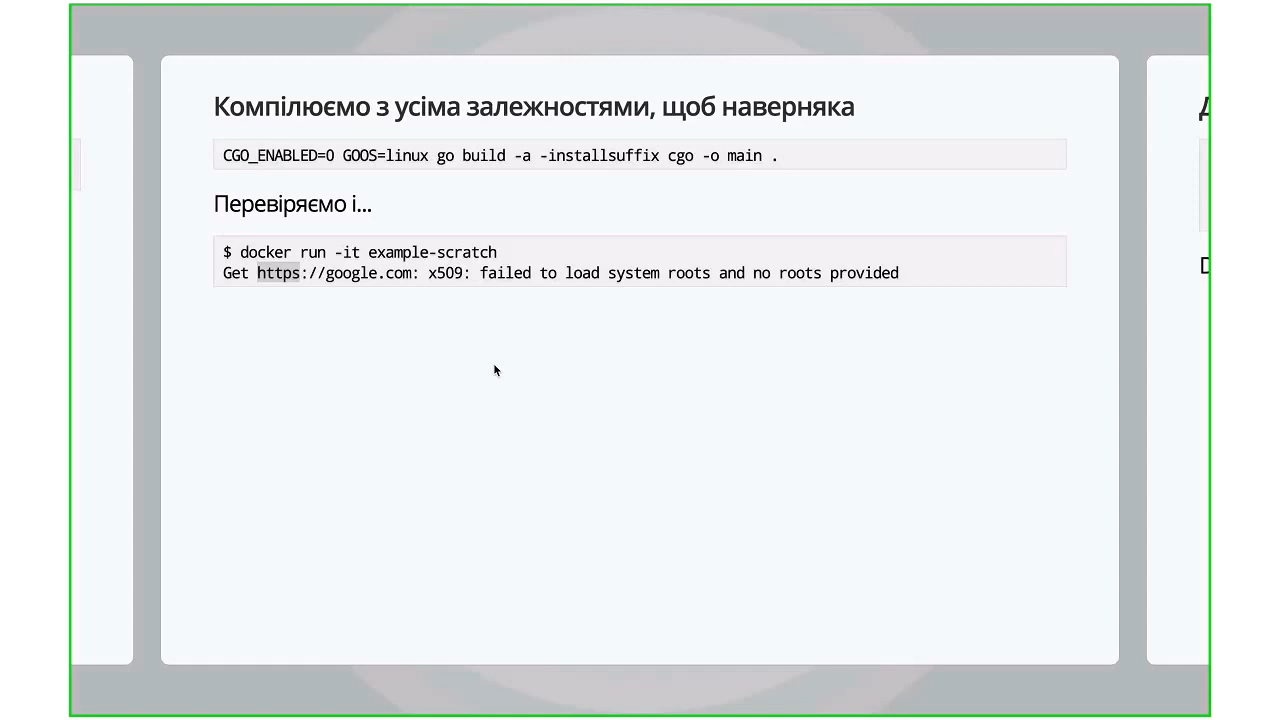 Компілюємо з усіма залежностями, щоб наверняка
CGO_ENABLED=0 GOOS=linux go build -a -installsuffix cgo -o main .
Перевіряємо і...
$ docker run -it example-scratch
Get https://google.com: x509: failed to load system roots and no roots provided